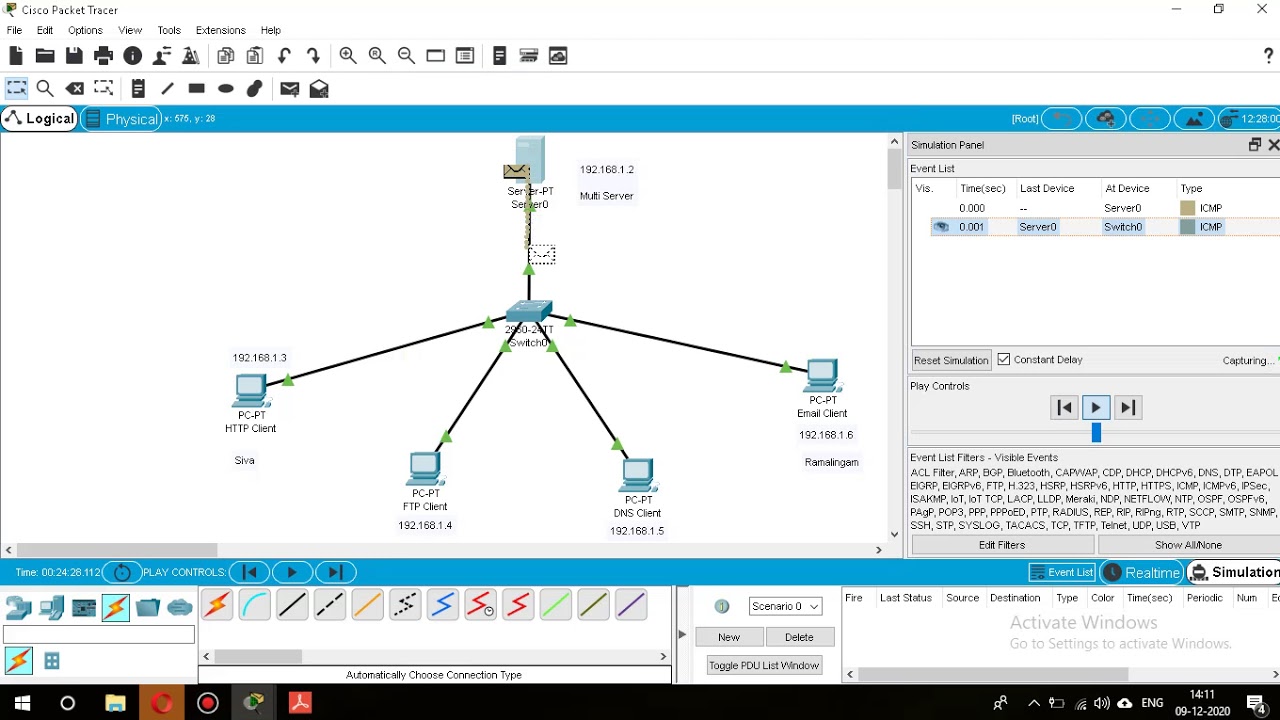 Cisco Packet Tracer
File Edit Options View Tools Extensions Help
?
Logical Physical x: 575, y: 28 [Root] 12:28:00
Simulation Panel
Event List
Vis. Time(sec) Last Device At Device Type
0.000 -- Server0 ICMP
0.001 Server0 Switch0 ICMP
192.168.1.2
Server-PT
Server0
Multi Server
2950-24TT
Switch0
192.168.1.3
PC-PT
HTTP Client
Siva
PC-PT
FTP Client
192.168.1.4
PC-PT
DNS Client
192.168.1.5
PC-PT
Email Client
192.168.1.6
Ramalingam
Reset Simulation Constant Delay Capturing...
Play Controls
Event List Filters - Visible Events
ACL Filter, ARP, BGP, Bluetooth, CAPWAP, CDP, DHCP, DHCPv6, DNS, DTP, EAPOL
EIGRP, EIGRPv6, FTP, H.323, HSRP, HSRPv6, HTTP, HTTPS, ICMP, ICMPv6, IPSec,
ISAKMP, IoT, IoT TCP, LACP, LLDP, Meraki, NDP, NETFLOW, NTP, OSPF, OSPFv6,
PAgP, POP3, PPP, PPPoED, PTP, RADIUS, REP, RIP, RIPng, RTP, SCCP, SMTP, SNMP,
SSH, STP, SYSLOG, TACACS, TCP, TFTP, Telnet, UDP, USB, VTP
Edit Filters Show All/None
Time: 00:24:28.112 PLAY CONTROLS: Event List Realtime Simulation
Scenario 0
New Delete
Toggle PDU List Window
Fire Last Status Source Destination Type Color Time(sec) Periodic Num
Activate Windows
Go to Settings to activate Windows.
Automatically Choose Connection Type
ENG 14:11
09-12-2020 4